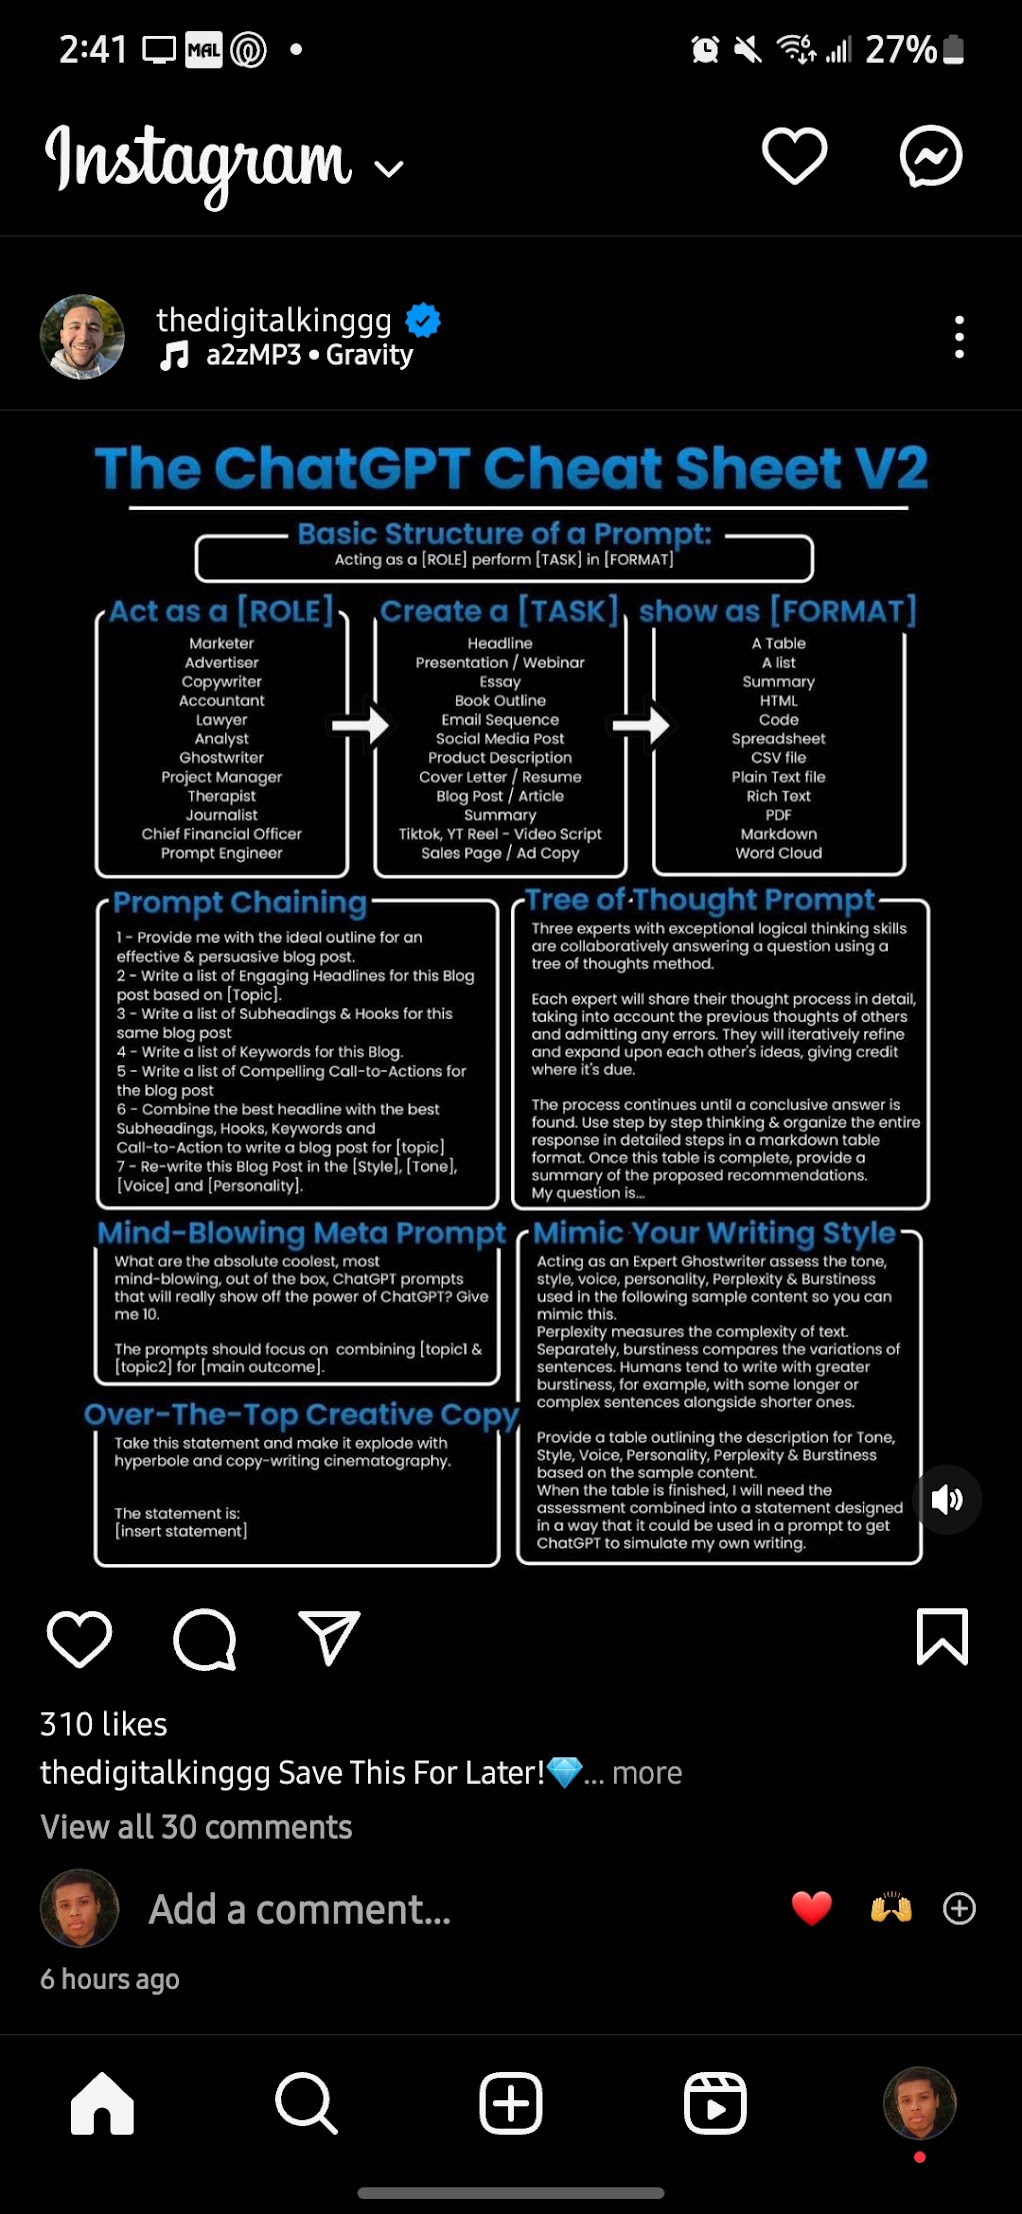 2:41 MAL 27%
Instagram
thedigitalkinggg
a2zMP3 • Gravity
The ChatGPT Cheat Sheet V2
Basic Structure of a Prompt:
Acting as a [ROLE] perform [TASK] in [FORMAT]
Act as a [ROLE]
Marketer
Advertiser
Copywriter
Accountant
Lawyer
Analyst
Ghostwriter
Project Manager
Therapist
Journalist
Chief Financial Officer
Prompt Engineer
Create a [TASK]
Headline
Presentation / Webinar
Essay
Book Outline
Email Sequence
Social Media Post
Product Description
Cover Letter / Resume
Blog Post / Article
Summary
Tiktok, YT Reel - Video Script
Sales Page / Ad Copy
show as [FORMAT]
A Table
A list
Summary
HTML
Code
Spreadsheet
CSV file
Plain Text file
Rich Text
PDF
Markdown
Word Cloud
Prompt Chaining
1 - Provide me with the ideal outline for an
effective & persuasive blog post.
2 - Write a list of Engaging Headlines for this Blog
post based on [Topic].
3 - Write a list of Subheadings & Hooks for this
same blog post
4 - Write a list of Keywords for this Blog.
5 - Write a list of Compelling Call-to-Actions for
the blog post
6 - Combine the best headline with the best
Subheadings, Hooks, Keywords and
Call-to-Action to write a blog post for [topic]
7 - Re-write this Blog Post in the [Style], [Tone],
[Voice] and [Personality].
Tree of Thought Prompt
Three experts with exceptional logical thinking skills
are collaboratively answering a question using a
tree of thoughts method.
Each expert will share their thought process in detail,
taking into account the previous thoughts of others
and admitting any errors. They will iteratively refine
and expand upon each other's ideas, giving credit
where it's due.
The process continues until a conclusive answer is
found. Use step by step thinking & organize the entire
response in detailed steps in a markdown table
format. Once this table is complete, provide a
summary of the proposed recommendations.
My question is...
Mind-Blowing Meta Prompt
What are the absolute coolest, most
mind-blowing, out of the box, ChatGPT prompts
that will really show off the power of ChatGPT? Give
me 10.
The prompts should focus on combining [topic1 &
[topic2] for [main outcome].
Over-The-Top Creative Copy
Take this statement and make it explode with
hyperbole and copy-writing cinematography.
The statement is:
[insert statement]
Mimic Your Writing Style
Acting as an Expert Ghostwriter assess the tone,
style, voice, personality, Perplexity & Burstiness
used in the following sample content so you can
mimic this.
Perplexity measures the complexity of text.
Separately, burstiness compares the variations of
sentences. Humans tend to write with greater
burstiness, for example, with some longer or
complex sentences alongside shorter ones.
Provide a table outlining the description for Tone,
Style, Voice, Personality, Perplexity & Burstiness
based on the sample content.
When the table is finished, I will need the
assessment combined into a statement designed
in a way that it could be used in a prompt to get
ChatGPT to simulate my own writing.
310 likes
thedigitalkinggg Save This For Later!💎... more
View all 30 comments
Add a comment...
6 hours ago